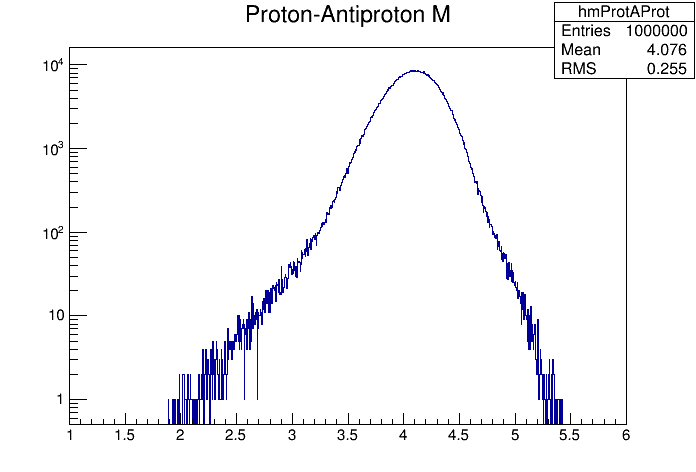 Proton-Antiproton M
hmProtAProt
Entries 1000000
Mean 4.076
RMS 0.255
10⁴
10³
10²
10
1
1 1.5 2 2.5 3 3.5 4 4.5 5 5.5 6